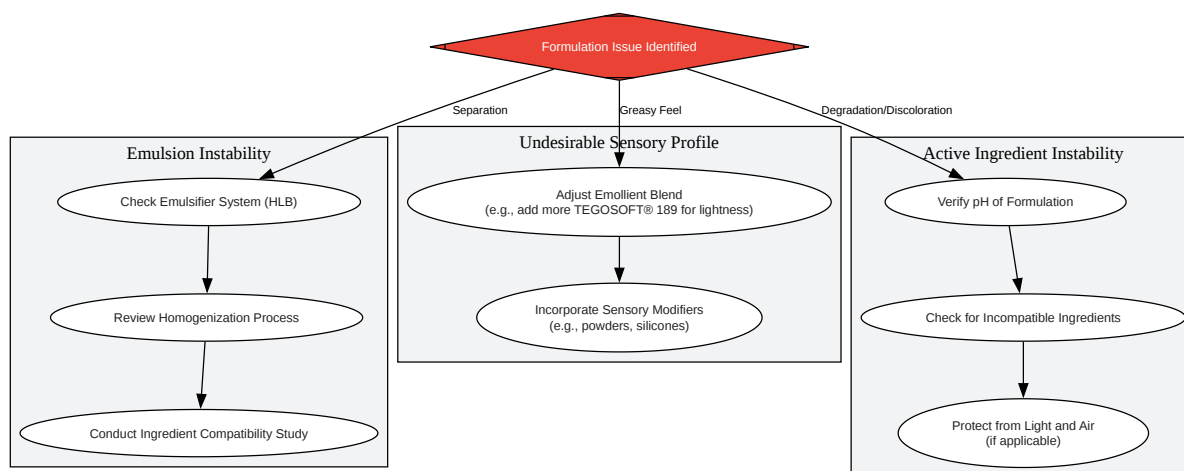 Formulation Issue Identified
Separation
Greasy Feel
Degradation/Discoloration
Emulsion Instability
Check Emulsifier System (HLB)
Review Homogenization Process
Conduct Ingredient Compatibility Study
Undesirable Sensory Profile
Adjust Emollient Blend
(e.g., add more TEGOSOFT® 189 for lightness)
Incorporate Sensory Modifiers
(e.g., powders, silicones)
Active Ingredient Instability
Verify pH of Formulation
Check for Incompatible Ingredients
Protect from Light and Air
(if applicable)